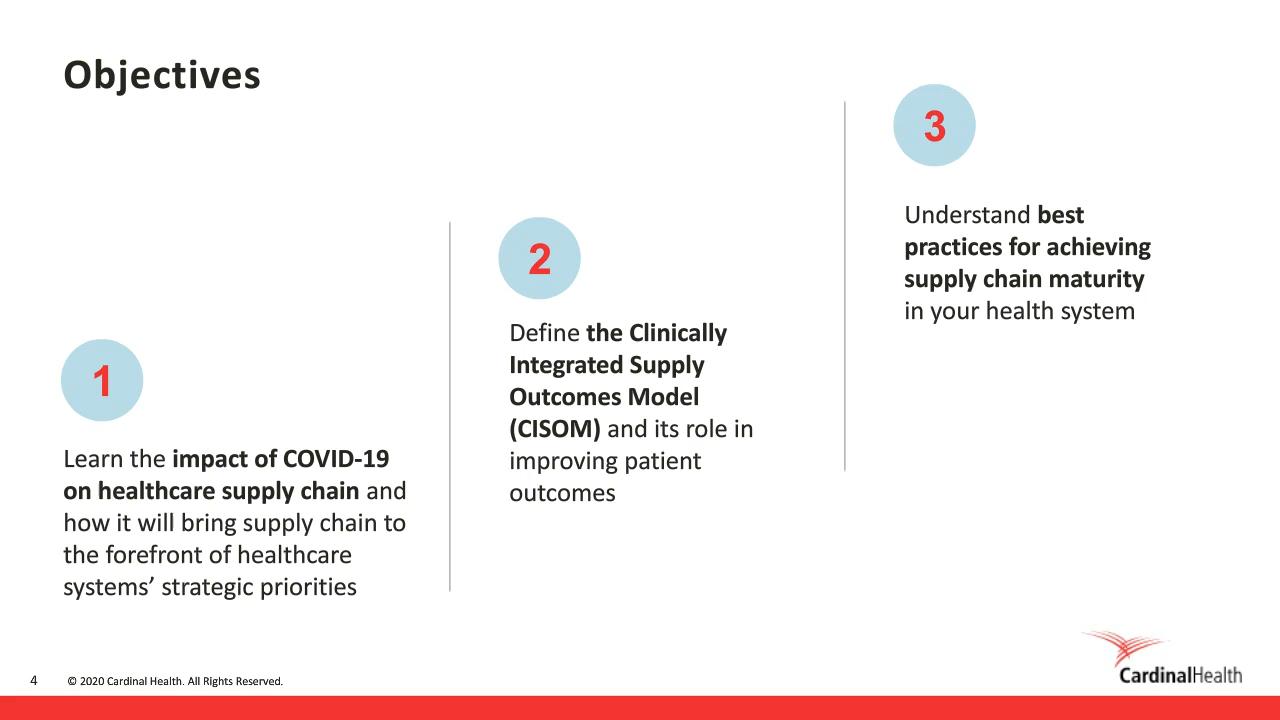 Objectives
1
Learn the impact of COVID-19
on healthcare supply chain and
how it will bring supply chain to
the forefront of healthcare
systems’ strategic priorities
2
Define the Clinically
Integrated Supply
Outcomes Model
(CISOM) and its role in
improving patient
outcomes
3
Understand best
practices for achieving
supply chain maturity
in your health system
4
© 2020 Cardinal Health. All Rights Reserved.
CardinalHealth